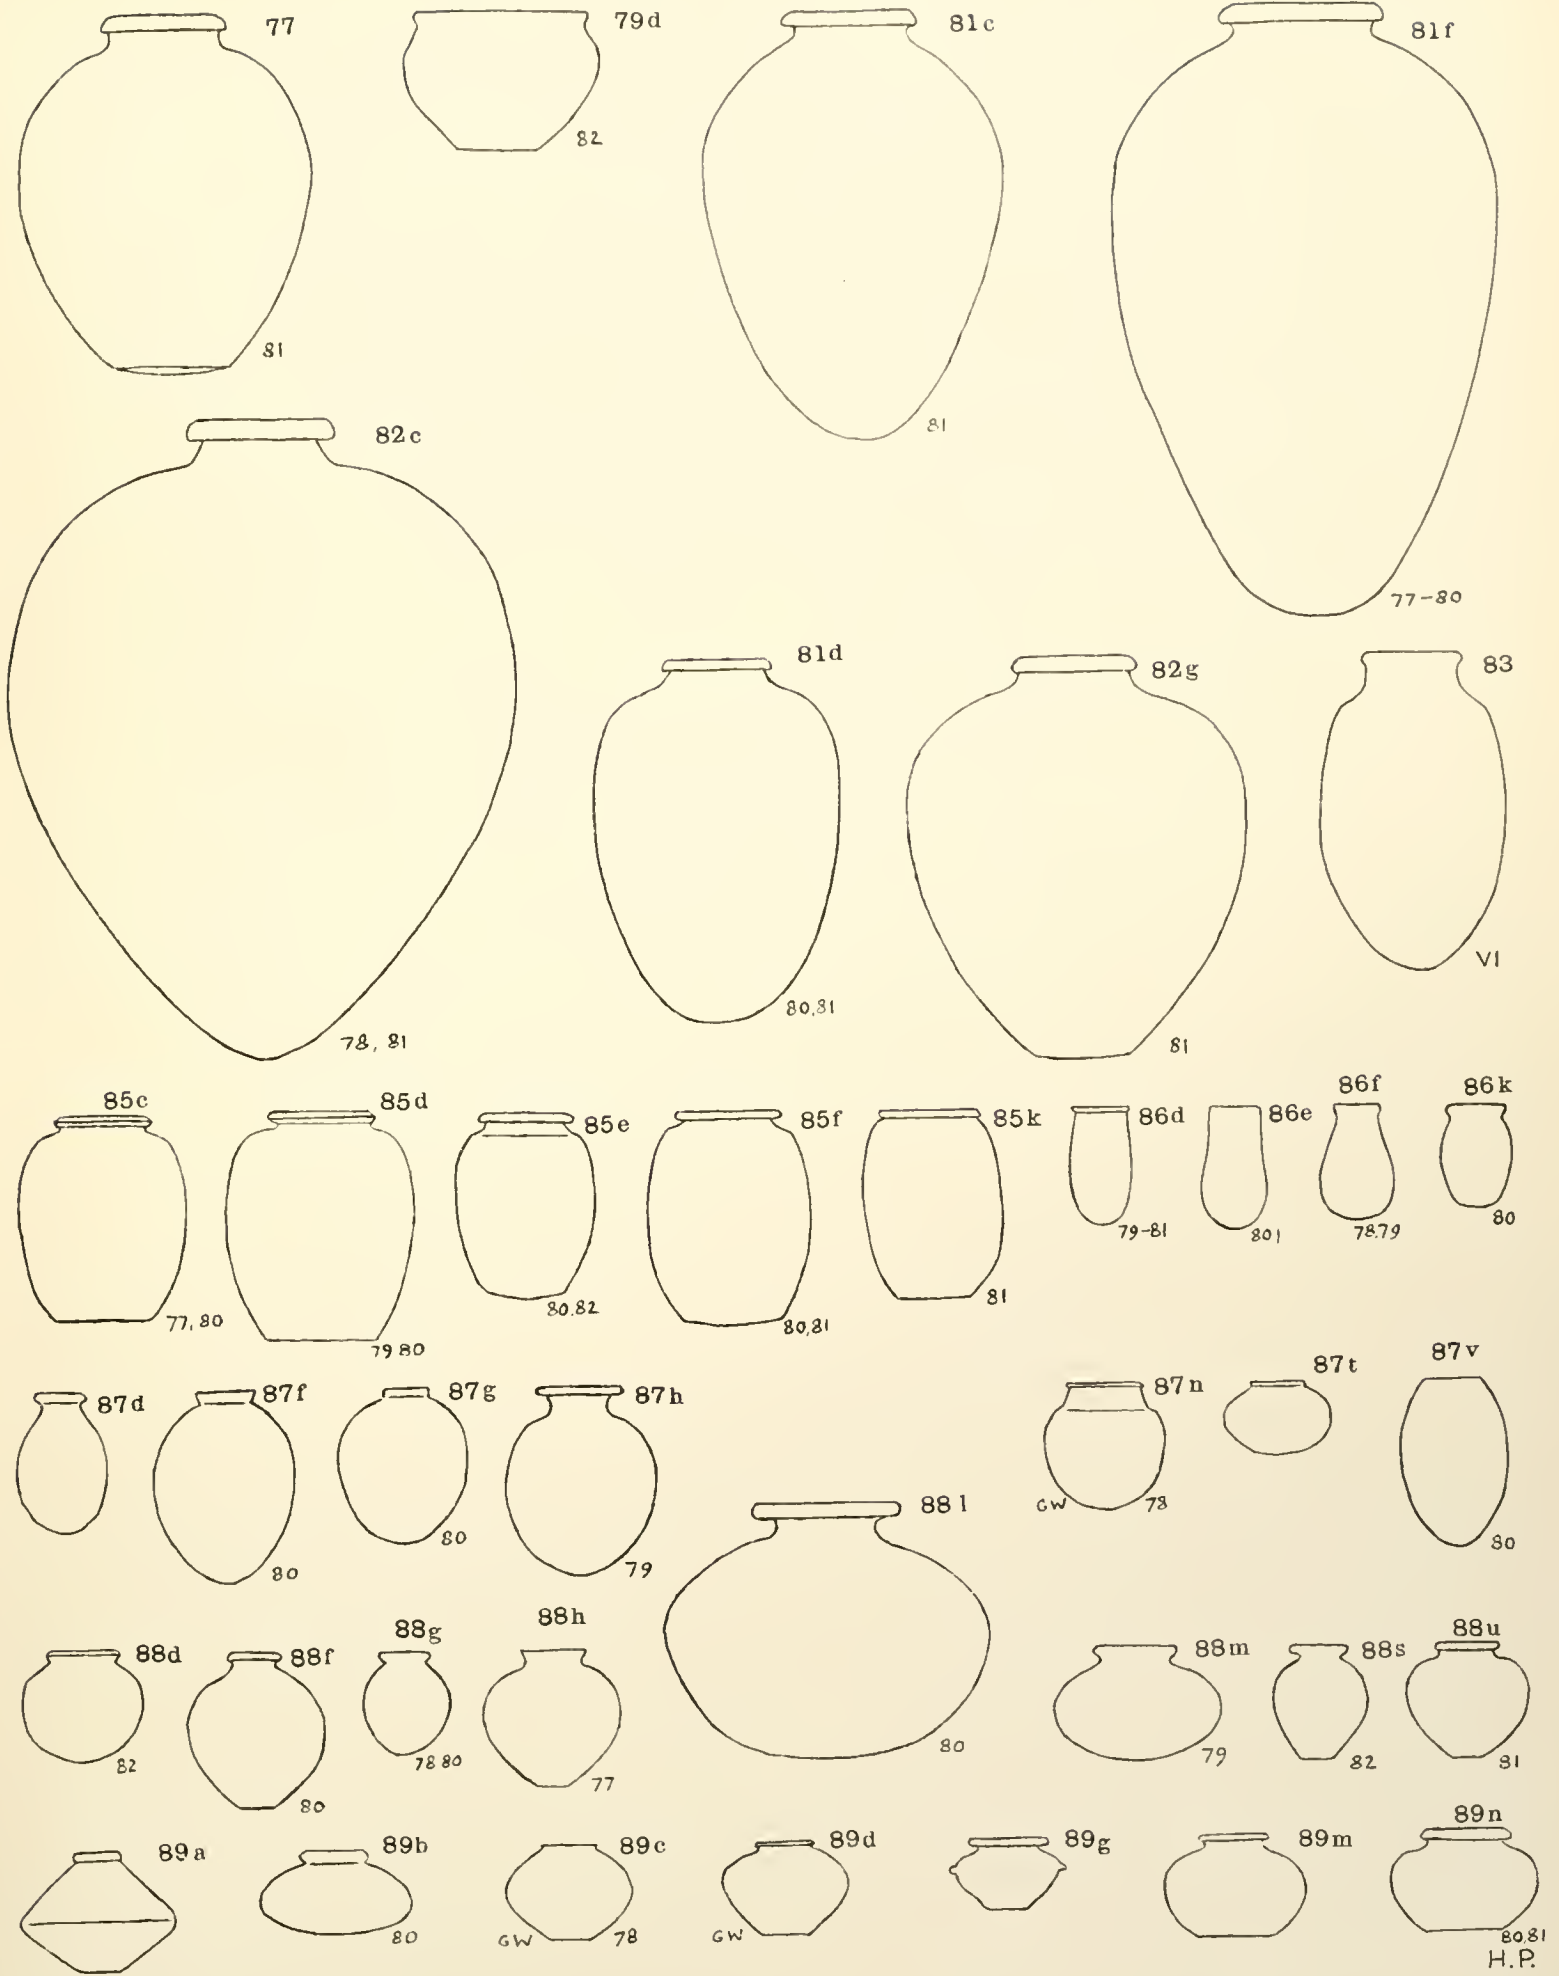 77
79d
81c
81f
82
81
81
77-80
82c
81d
82g
83
VI
78, 81
80,81
81
85c
85d
85e
85f
85k
86d
86e
86f
86k
79-81
801
78.79
80
77,80
79 80
80.82
80,81
81
87d
87f
87g
87h
87n
87t
87v
80
80
79
GW
78
80
88l
80
88d
88f
88g
88h
88m
88s
88u
82
80
78 80
77
79
82
81
89a
89b
89c
89d
89g
89m
89n
80
GW
78
GW
80,81
H.P.